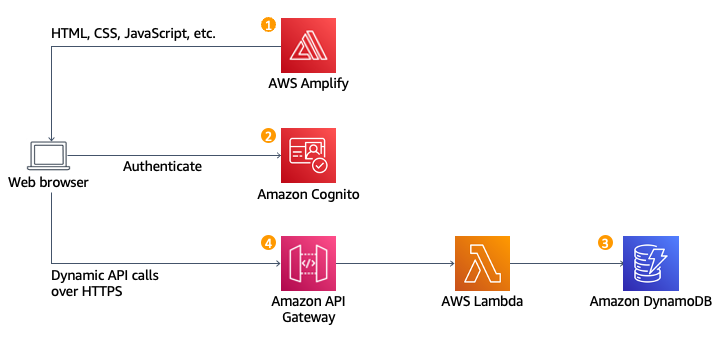 1
HTML, CSS, JavaScript, etc.
AWS Amplify
2
Web browser
Authenticate
Amazon Cognito
4
3
Dynamic API calls
over HTTPS
Amazon API
Gateway
AWS Lambda
Amazon DynamoDB